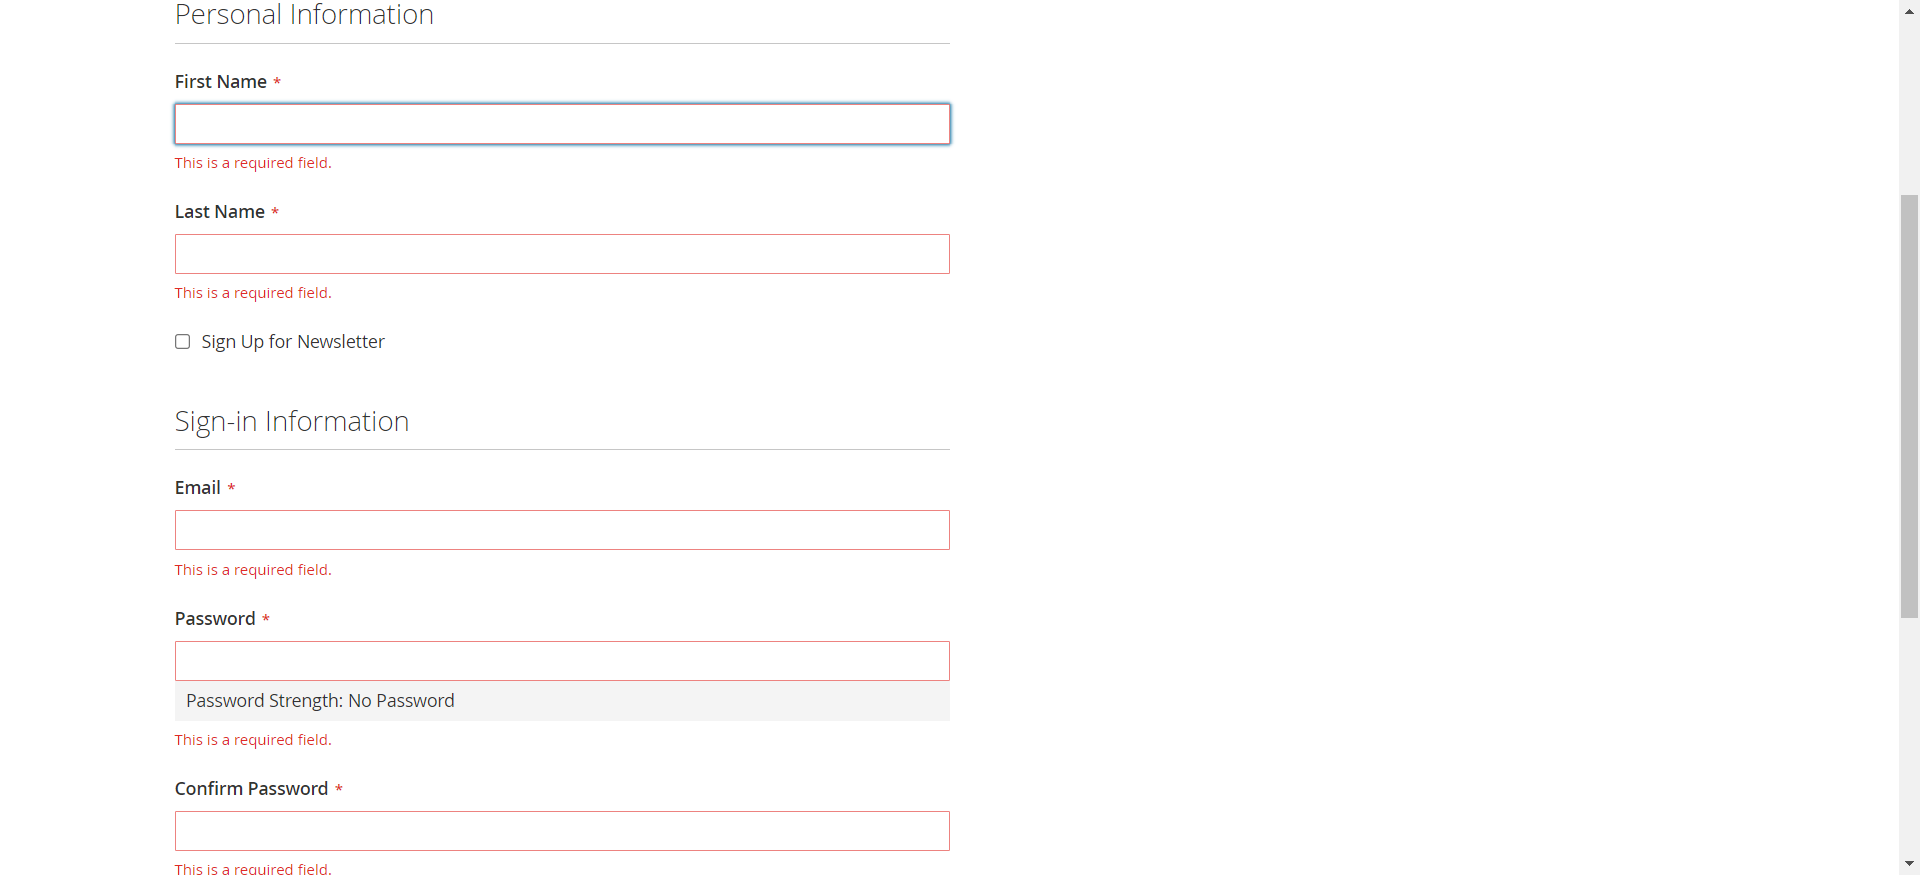 Personal Information
First Name *
This is a required field.
Last Name *
This is a required field.
Sign Up for Newsletter
Sign-in Information
Email *
This is a required field.
Password *
Password Strength: No Password
This is a required field.
Confirm Password *
This is a required field.